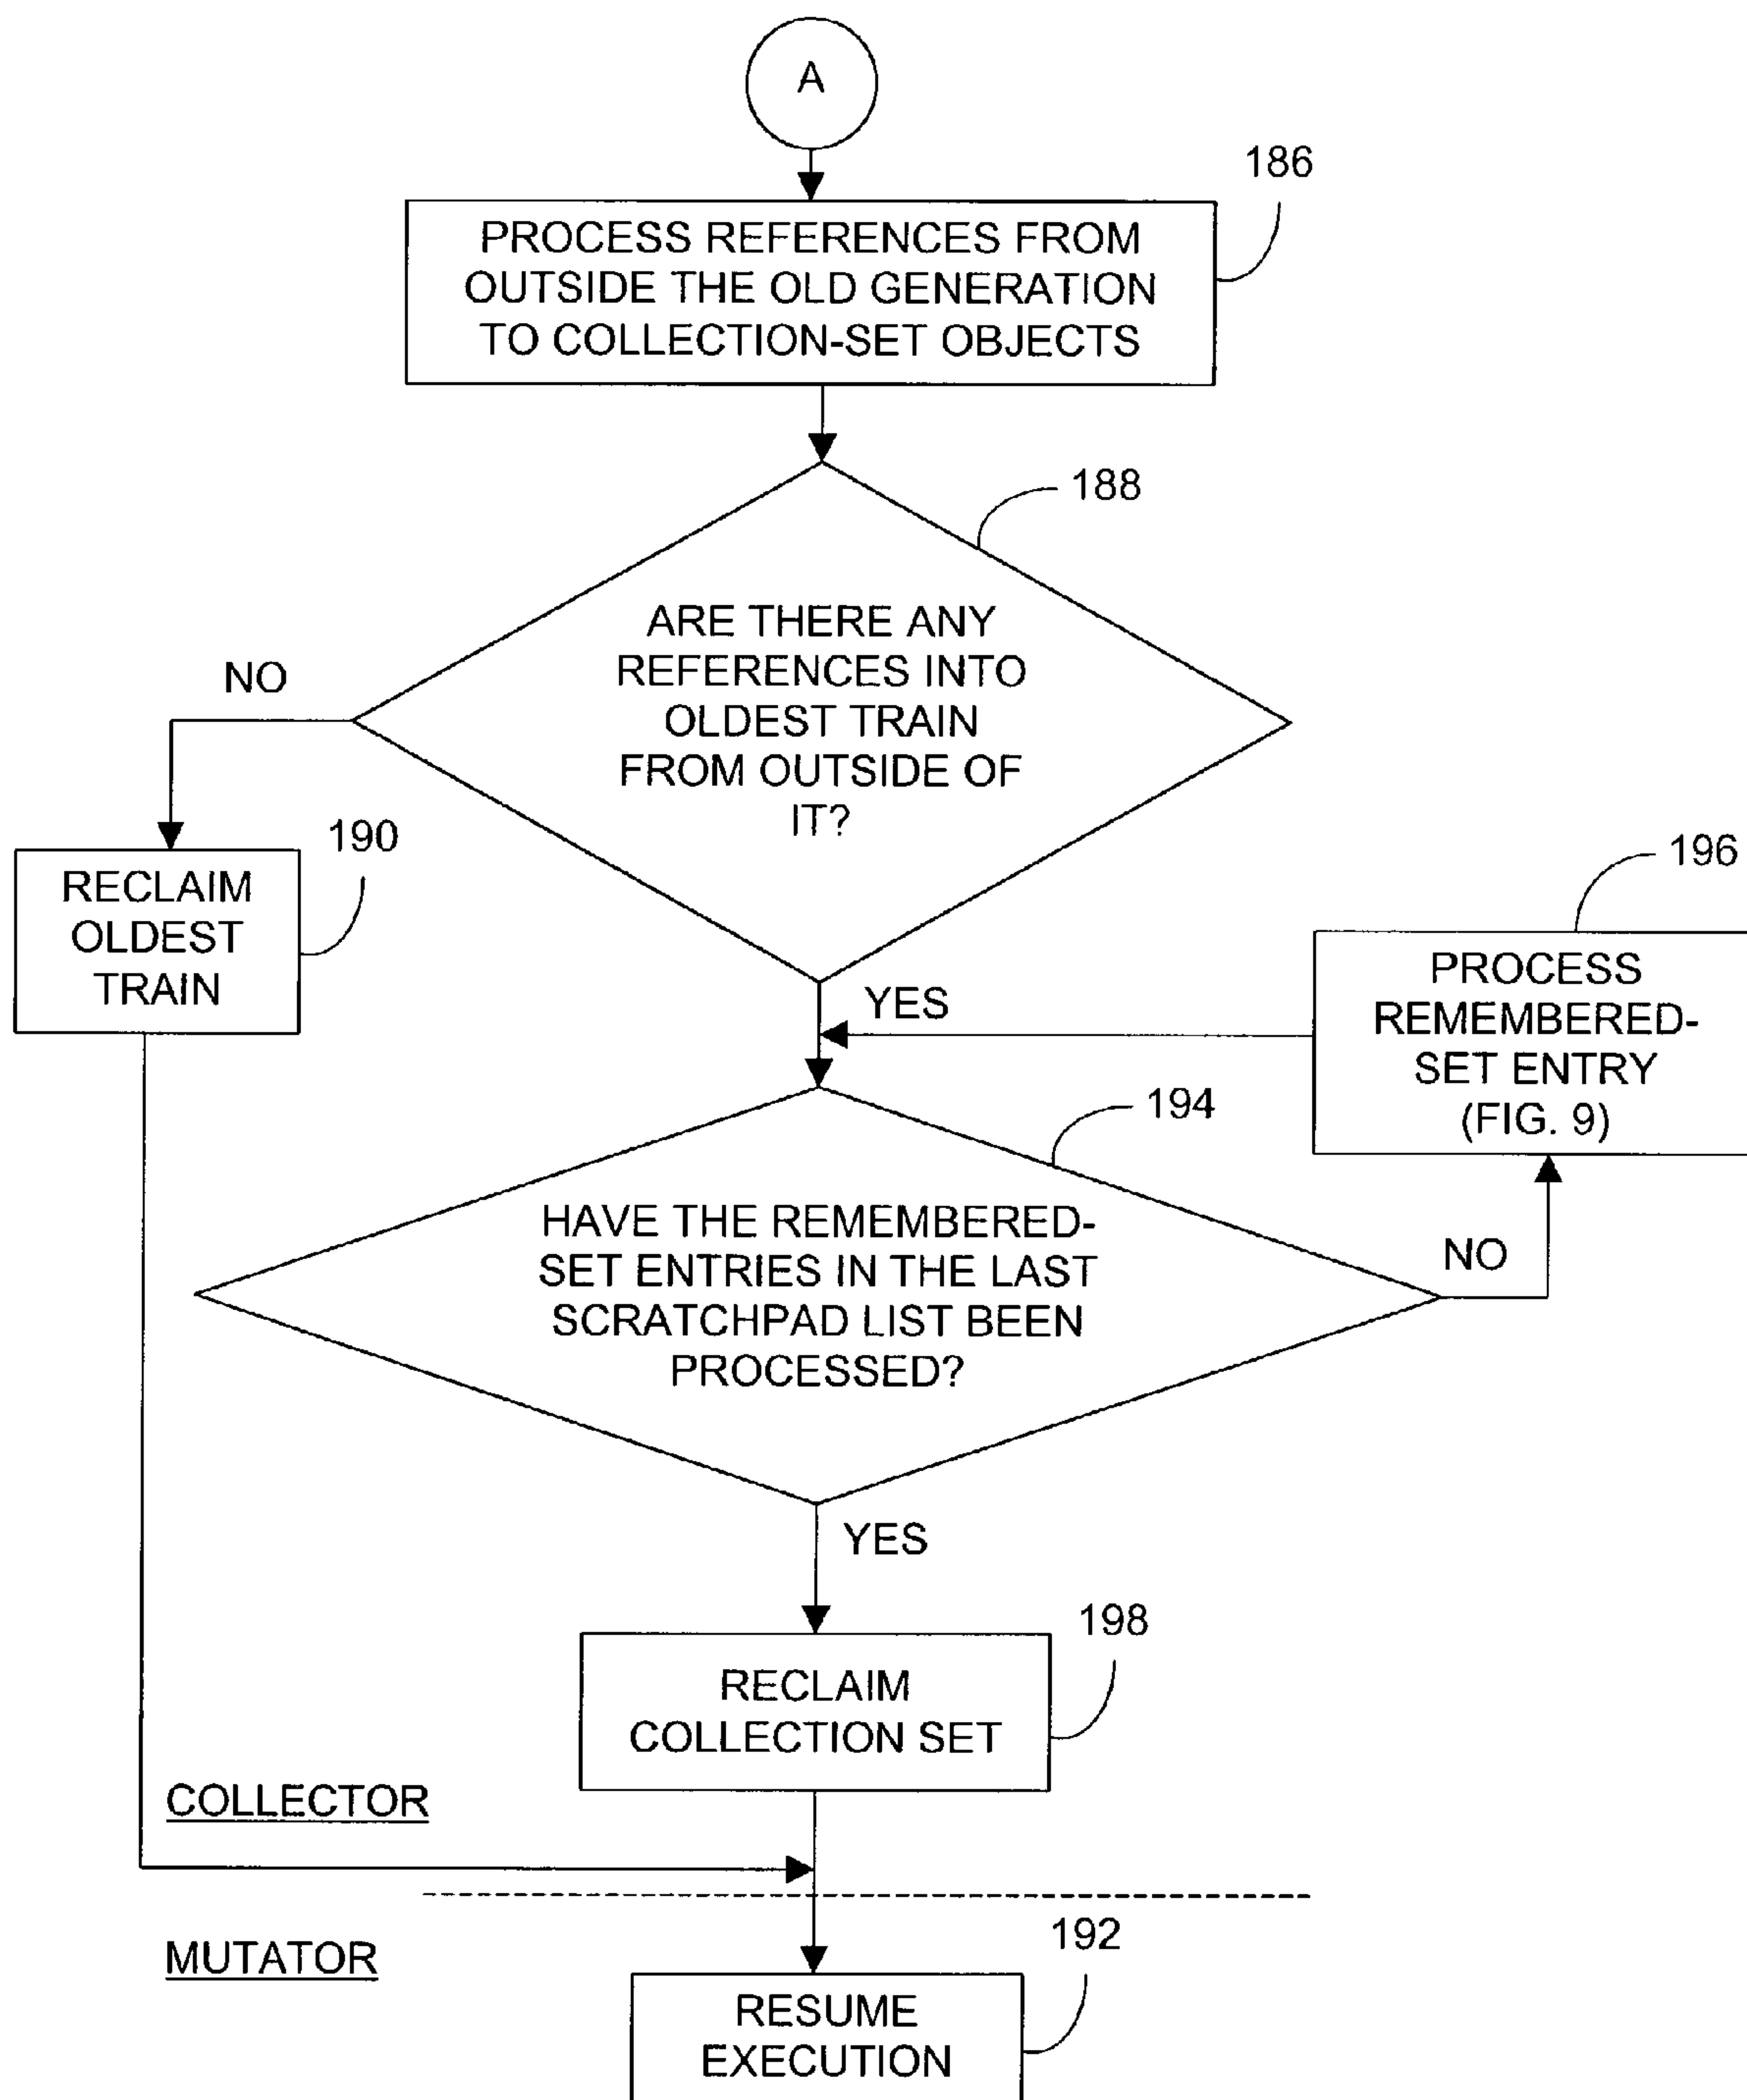 A
186
PROCESS REFERENCES FROM
OUTSIDE THE OLD GENERATION
TO COLLECTION-SET OBJECTS
188
ARE THERE ANY
REFERENCES INTO
OLDEST TRAIN
FROM OUTSIDE OF
IT?
NO
190
RECLAIM
OLDEST
TRAIN
YES
196
PROCESS
REMEMBERED-
SET ENTRY
(FIG. 9)
194
HAVE THE REMEMBERED-
SET ENTRIES IN THE LAST
SCRATCHPAD LIST BEEN
PROCESSED?
NO
YES
198
RECLAIM
COLLECTION SET
COLLECTOR
MUTATOR
192
RESUME
EXECUTION